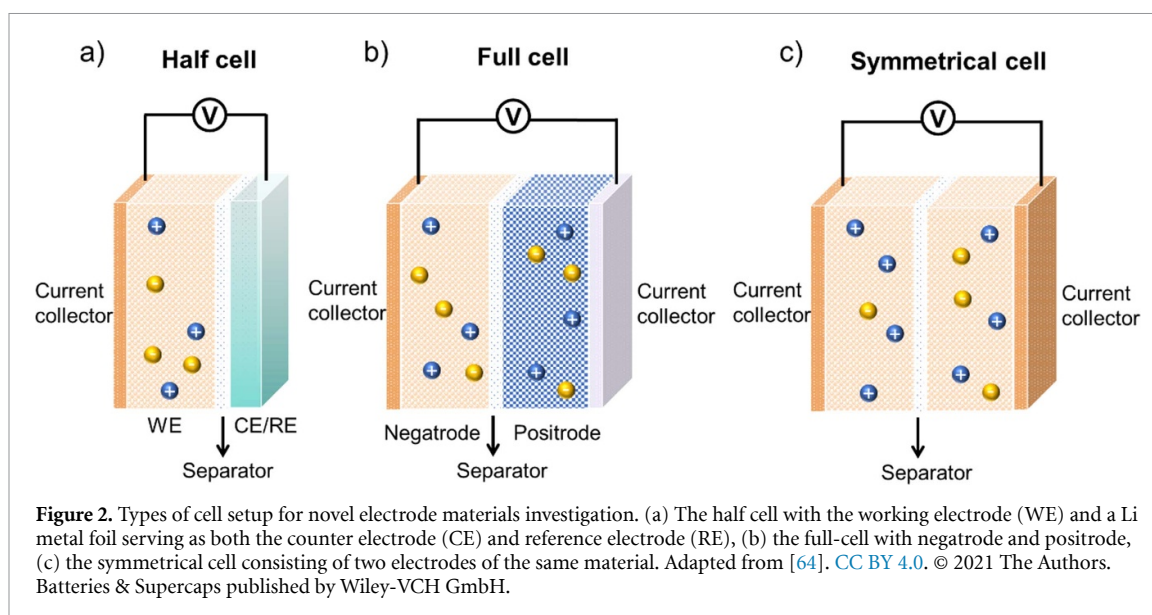 a)
Half cell
V
Current
collector
WE
CE/RE
Separator
+
-
+
-
-
+
b)
Full cell
V
Current
collector
Current
collector
Negatrode
Positrode
Separator
+
-
-
+
+
-
+
-
-
+
+
-
c)
Symmetrical cell
V
Current
collector
Current
collector
Separator
+
+
-
+
+
+
-
-
+
+
-
Figure 2. Types of cell setup for novel electrode materials investigation. (a) The half cell with the working electrode (WE) and a Li
metal foil serving as both the counter electrode (CE) and reference electrode (RE), (b) the full-cell with negatrode and positrode,
(c) the symmetrical cell consisting of two electrodes of the same material. Adapted from [64]. CC BY 4.0. © 2021 The Authors.
Batteries & Supercaps published by Wiley-VCH GmbH.